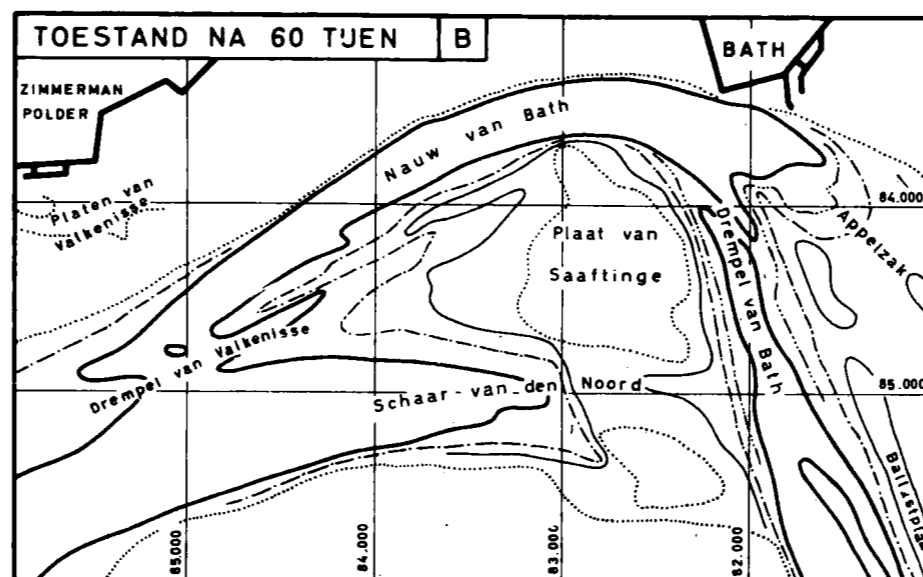 TOESTAND NA 60 TIJEN
B
BATH
ZIMMERMAN
POLDER
Nauw van Bath
Platen van
Valkenisse
84.000
Appelzak
Plaat van
Saaftinge
Drempel van Bath
Drempel van Valkenisse
Schaar van den Noord
85.000
85.000
84.000
83.000
82.000